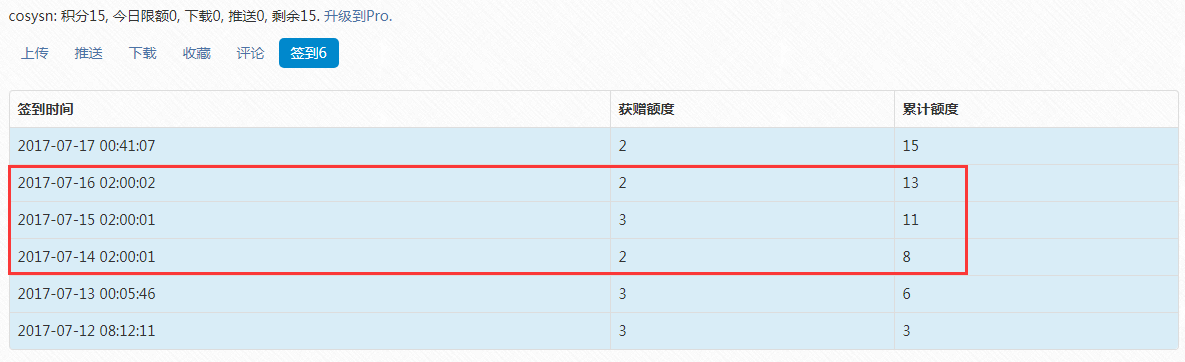 cosysn: 积分15, 今日限额0, 下载0, 推送0, 剩余15. 升级到Pro.
上传 推送 下载 收藏 评论 签到6
签到时间 获赠额度 累计额度
2017-07-17 00:41:07 2 15
2017-07-16 02:00:02 2 13
2017-07-15 02:00:01 3 11
2017-07-14 02:00:01 2 8
2017-07-13 00:05:46 3 6
2017-07-12 08:12:11 3 3